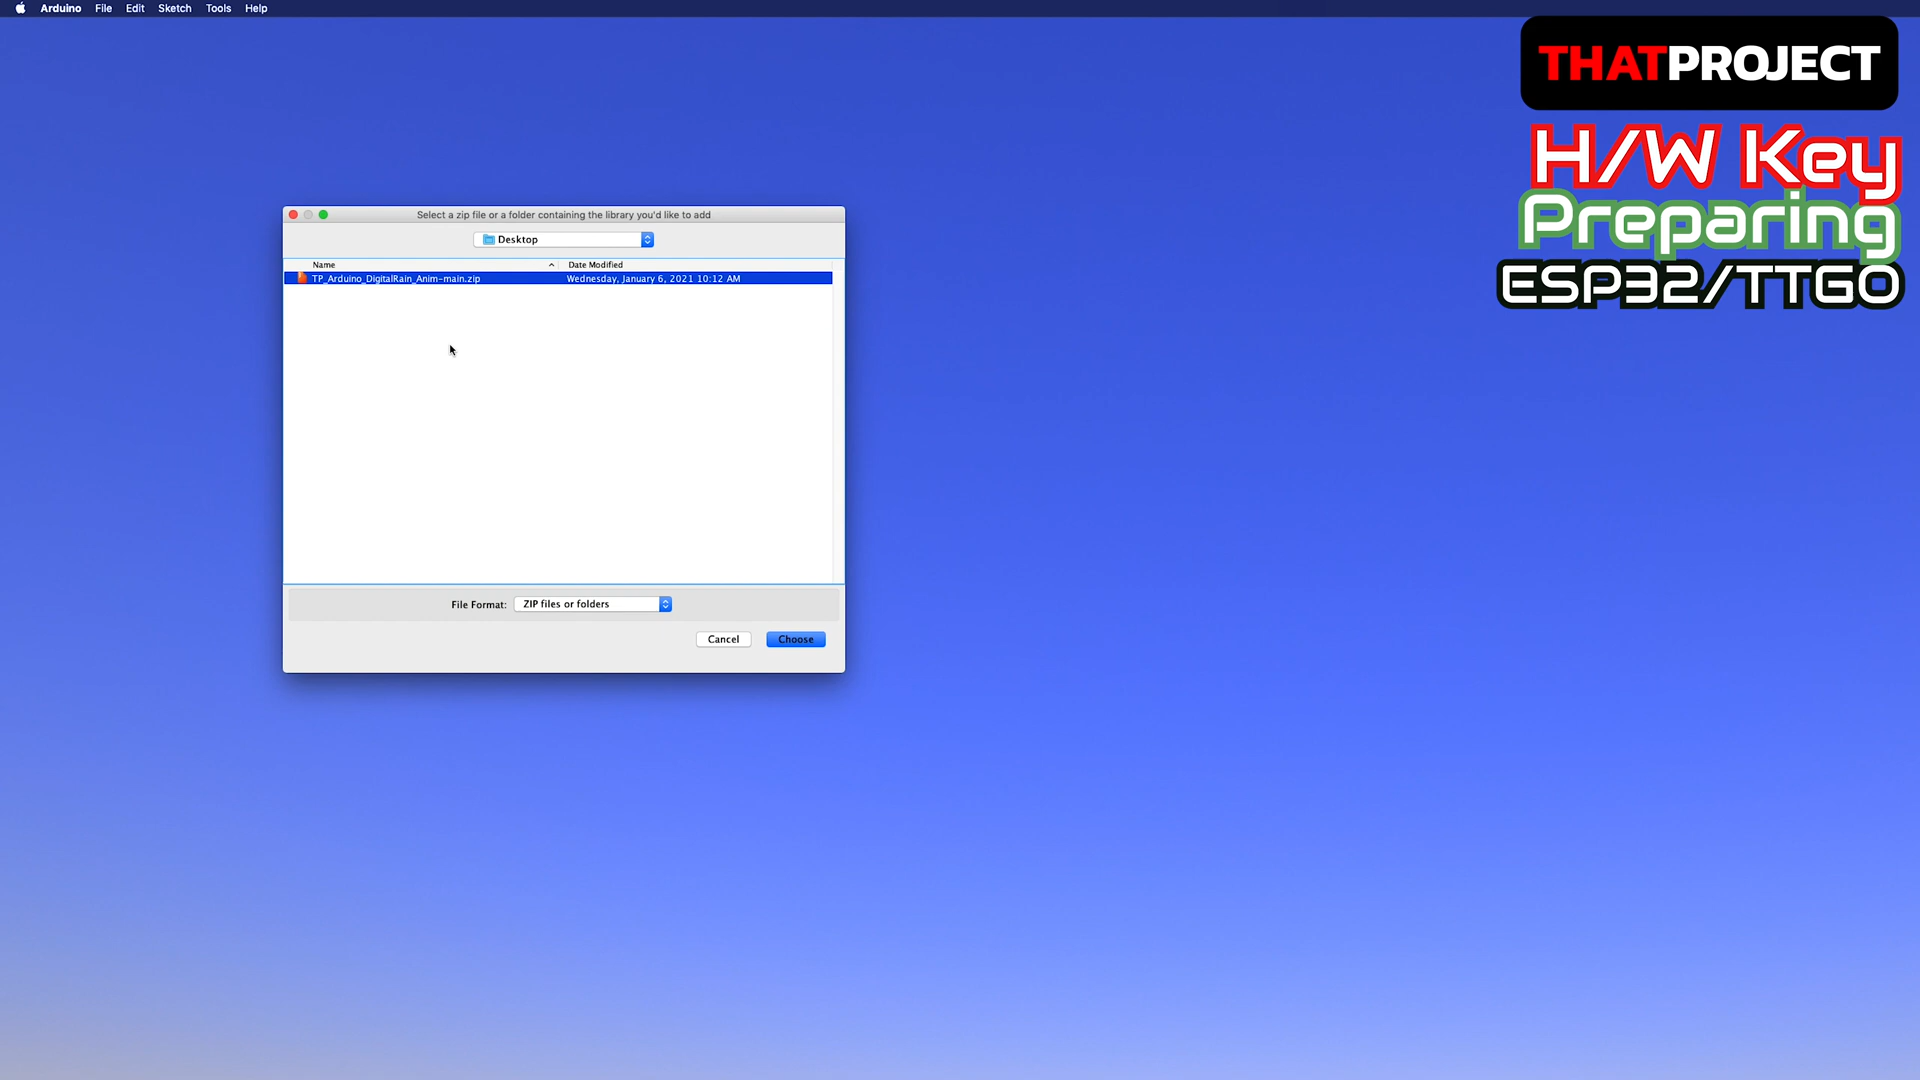 Arduino File Edit Sketch Tools Help
THATPROJECT
H/W Key
Preparing
ESP32/TTGO
Select a zip file or a folder containing the library you'd like to add
Desktop
Name Date Modified
TP_Arduino_DigitalRain_Anim-main.zip Wednesday, January 6, 2021 10:12 AM
File Format: ZIP files or folders
Cancel Choose